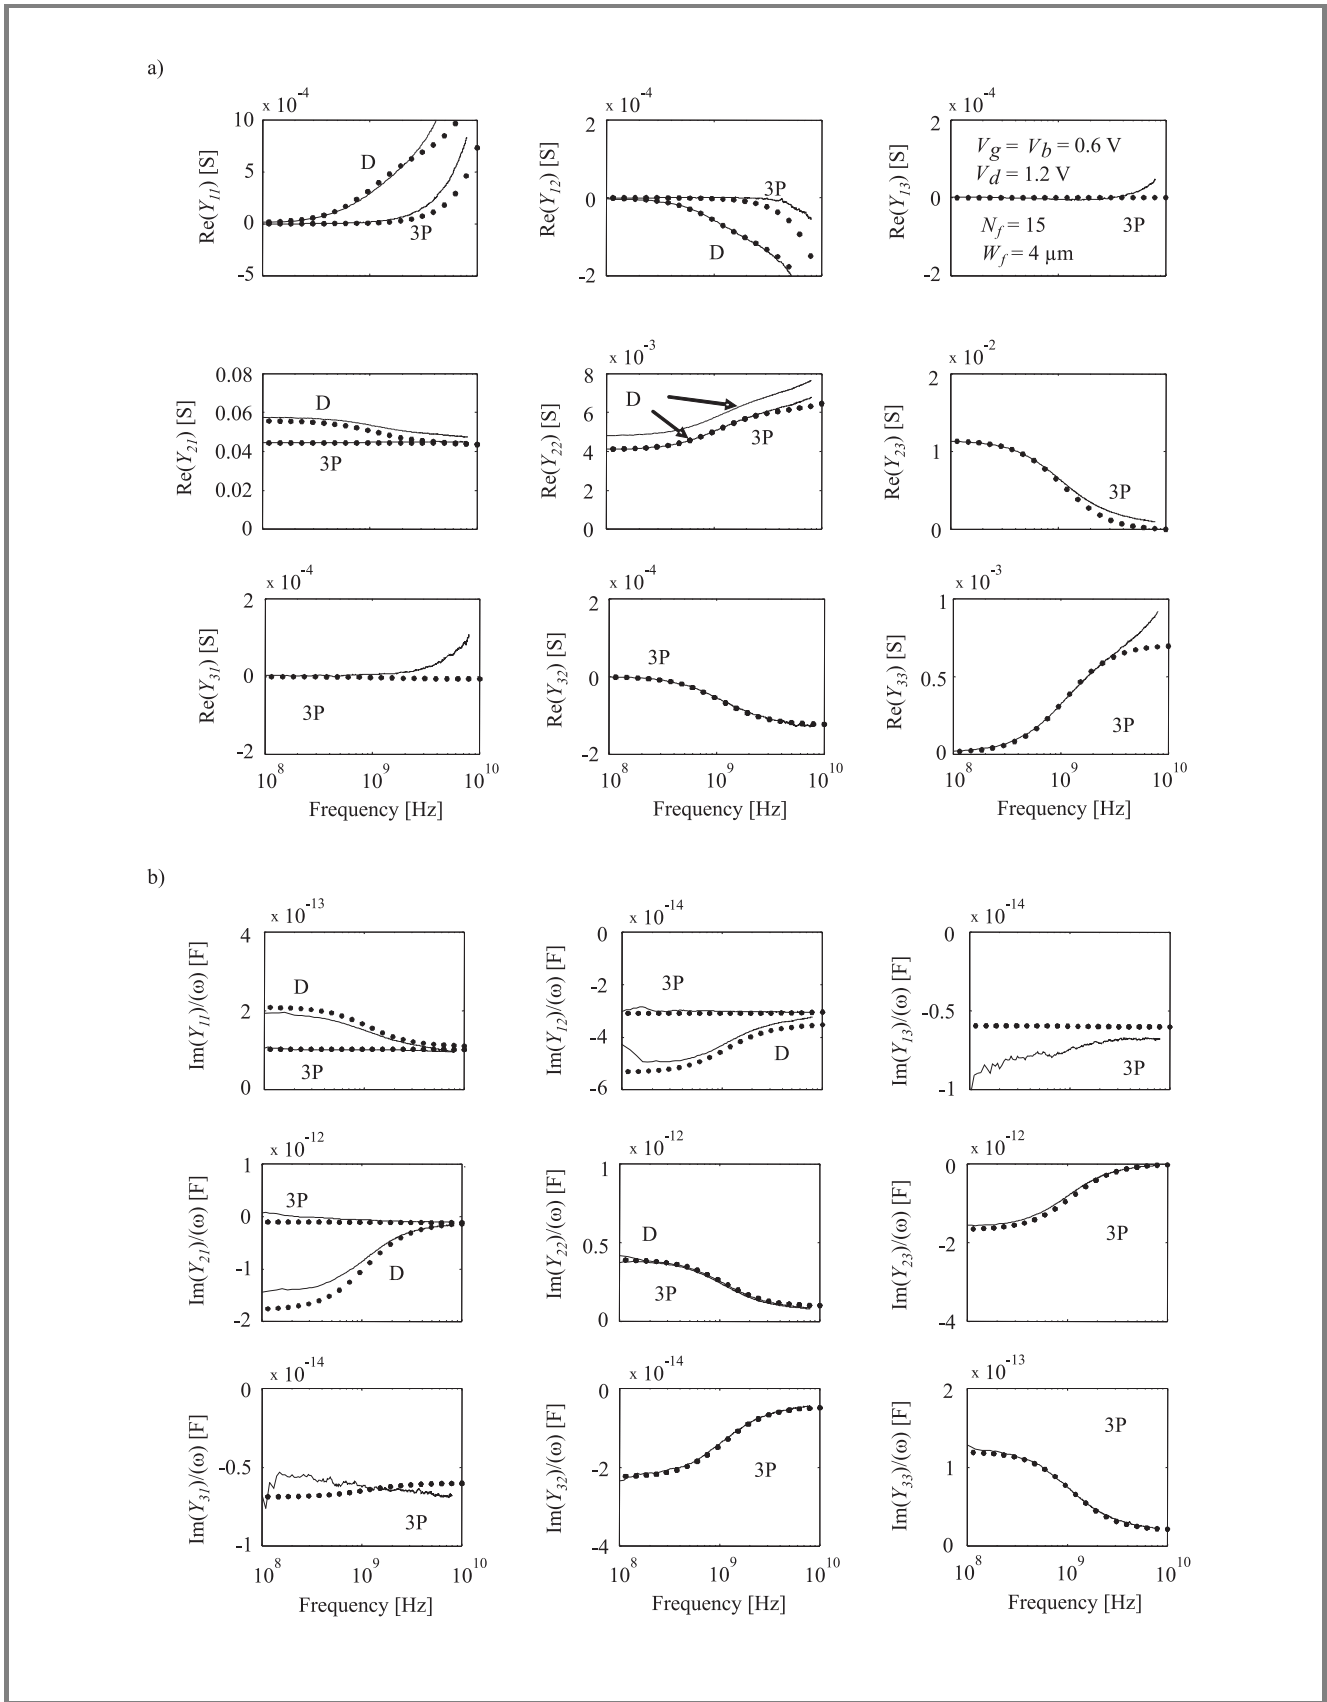 a)
x 10-4
10
5
0
-5
Re(Y11) [S]
D
3P
x 10-4
2
0
-2
Re(Y12) [S]
3P
D
x 10-4
2
0
-2
Re(Y13) [S]
Vg = Vb = 0.6 V
Vd = 1.2 V
3P
Nf = 15
Wf = 4 µm
0.08
0.06
0.04
0.02
0
Re(Y21) [S]
D
3P
x 10-3
8
6
4
2
0
Re(Y22) [S]
D
3P
x 10-2
2
1
0
Re(Y23) [S]
3P
x 10-4
2
0
-2
Re(Y31) [S]
3P
10^8 10^9 10^10
Frequency [Hz]
x 10-4
2
0
-2
Re(Y32) [S]
3P
10^8 10^9 10^10
Frequency [Hz]
x 10-3
1
0.5
0
Re(Y33) [S]
3P
10^8 10^9 10^10
Frequency [Hz]
b)
x 10-13
4
2
0
Im(Y11)/(ω) [F]
D
3P
x 10-14
0
-2
-4
-6
Im(Y12)/(ω) [F]
3P
D
x 10-14
0
-0.5
-1
Im(Y13)/(ω) [F]
3P
x 10-12
1
0
-1
-2
Im(Y21)/(ω) [F]
3P
D
x 10-12
1
0.5
0
Im(Y22)/(ω) [F]
D
3P
x 10-12
0
-2
-4
Im(Y23)/(ω) [F]
3P
x 10-14
0
-0.5
-1
Im(Y31)/(ω) [F]
3P
10^8 10^9 10^10
Frequency [Hz]
x 10-14
0
-2
-4
Im(Y32)/(ω) [F]
3P
10^8 10^9 10^10
Frequency [Hz]
x 10-13
2
1
0
Im(Y33)/(ω) [F]
3P
10^8 10^9 10^10
Frequency [Hz]